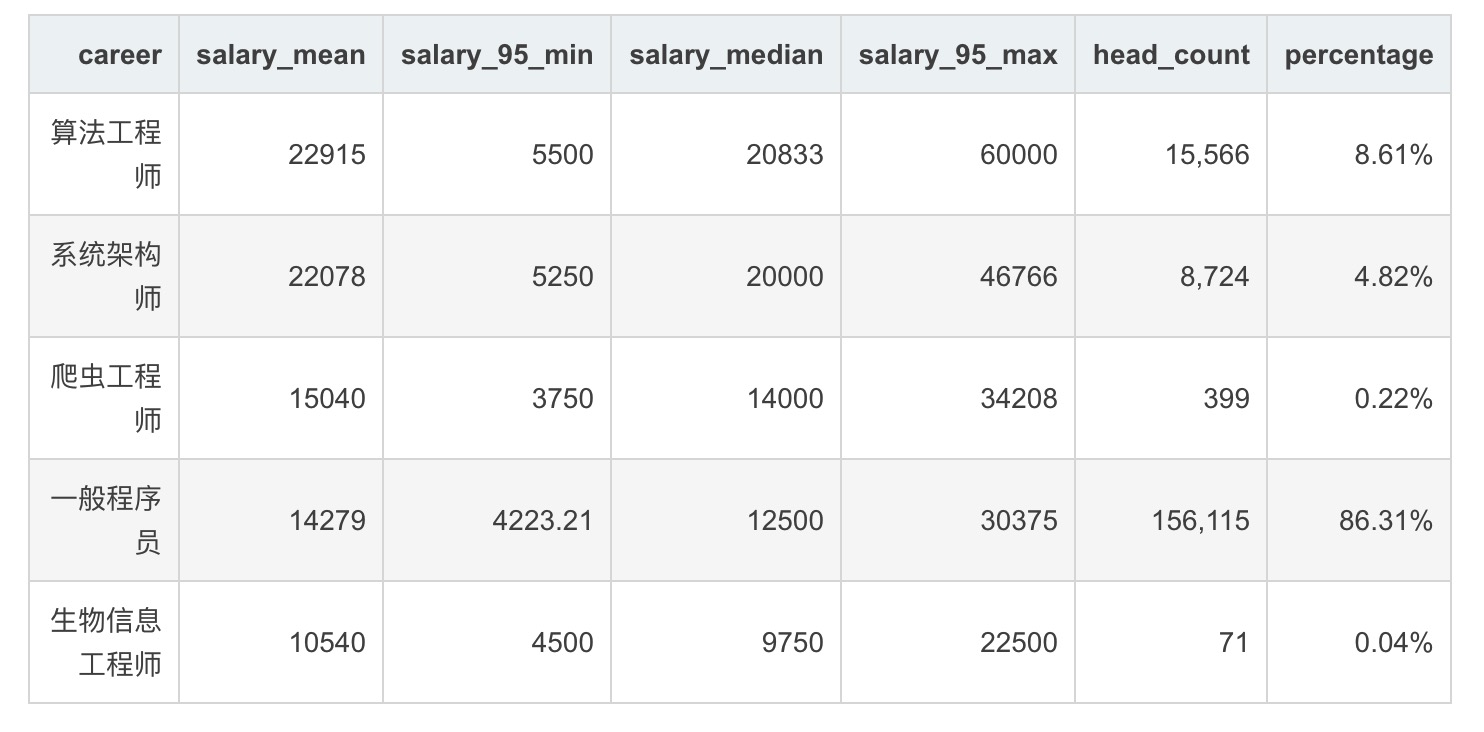 career salary_mean salary_95_min salary_median salary_95_max head_count percentage
算法工程
师 22915 5500 20833 60000 15,566 8.61%
系统架构
师 22078 5250 20000 46766 8,724 4.82%
爬虫工程
师 15040 3750 14000 34208 399 0.22%
一般程序
员 14279 4223.21 12500 30375 156,115 86.31%
生物信息
工程师 10540 4500 9750 22500 71 0.04%